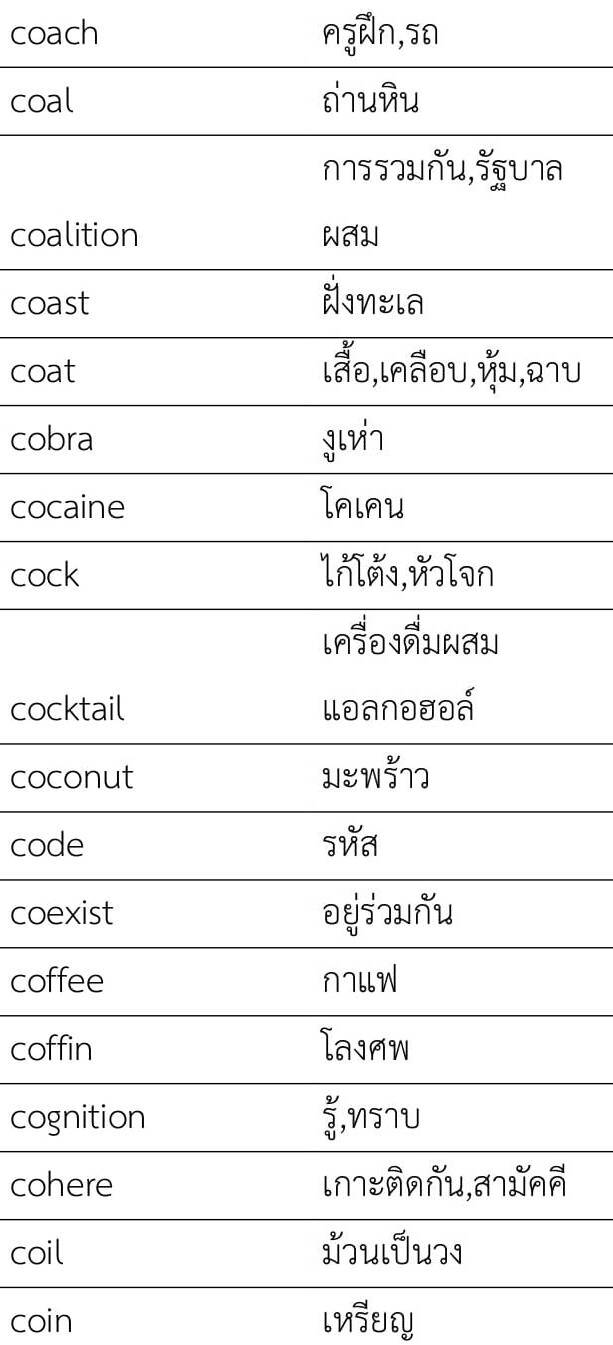 coach ครูฝึก,รถ
coal ถ่านหิน
การรวมกัน,รัฐบาล
coalition ผสม
coast ฝั่งทะเล
coat เสื้อ,เคลือบ,หุ้ม,ฉาบ
cobra งูเห่า
cocaine โคเคน
cock ไก้โต้ง,หัวโจก
เครื่องดื่มผสม
cocktail แอลกอฮอล์
coconut มะพร้าว
code รหัส
coexist อยู่ร่วมกัน
coffee กาแฟ
coffin โลงศพ
cognition รู้,ทราบ
cohere เกาะติดกัน,สามัคคี
coil ม้วนเป็นวง
coin เหรียญ